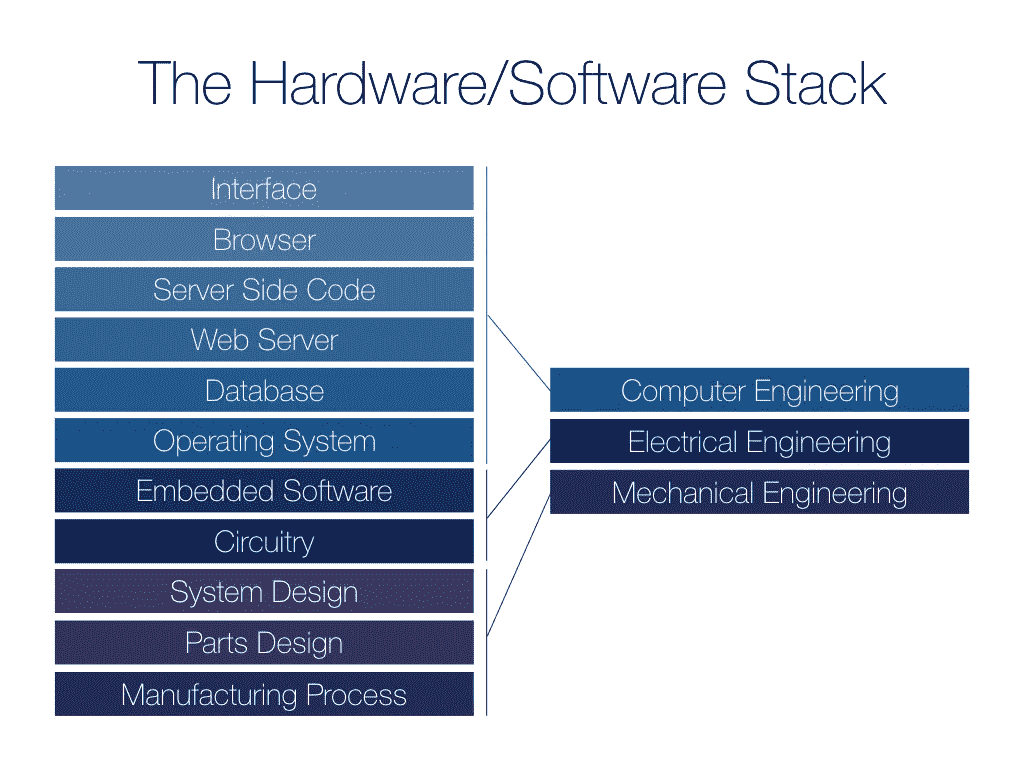 The Hardware/Software Stack
Interface
Browser
Server Side Code
Web Server
Database
Operating System
Embedded Software
Circuitry
System Design
Parts Design
Manufacturing Process
Computer Engineering
Electrical Engineering
Mechanical Engineering